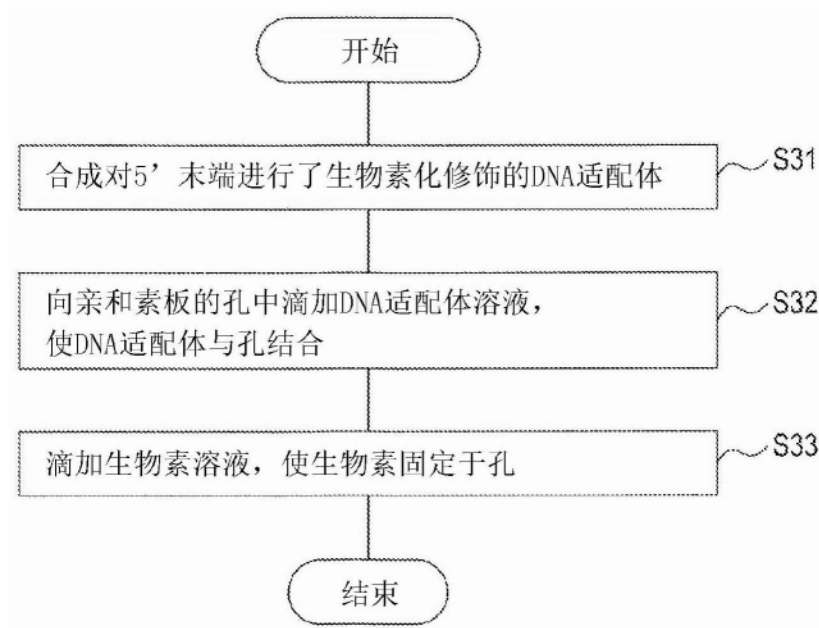 开始
合成对5’末端进行了生物素化修饰的DNA适配体
S31
向亲和素板的孔中滴加DNA适配体溶液，
使DNA适配体与孔结合
S32
滴加生物素溶液，使生物素固定于孔
S33
结束